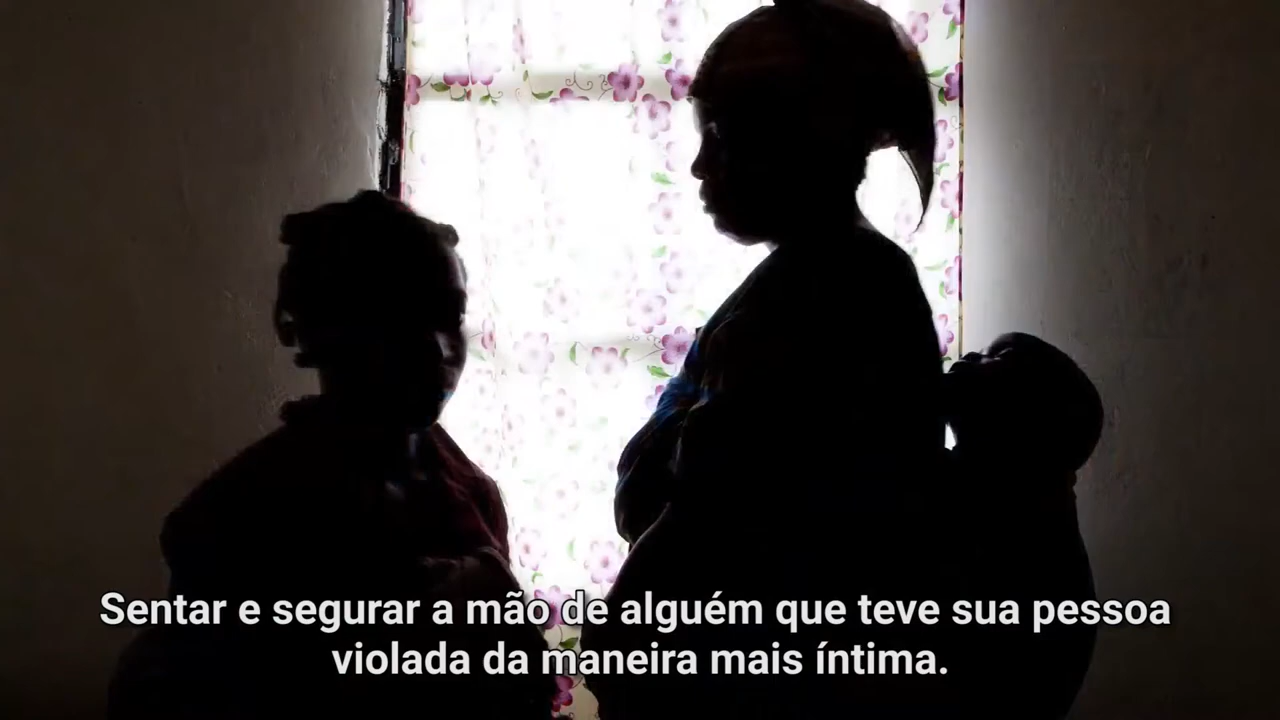 Sentar e segurar a mão de alguém que teve sua pessoa
violada da maneira mais íntima.